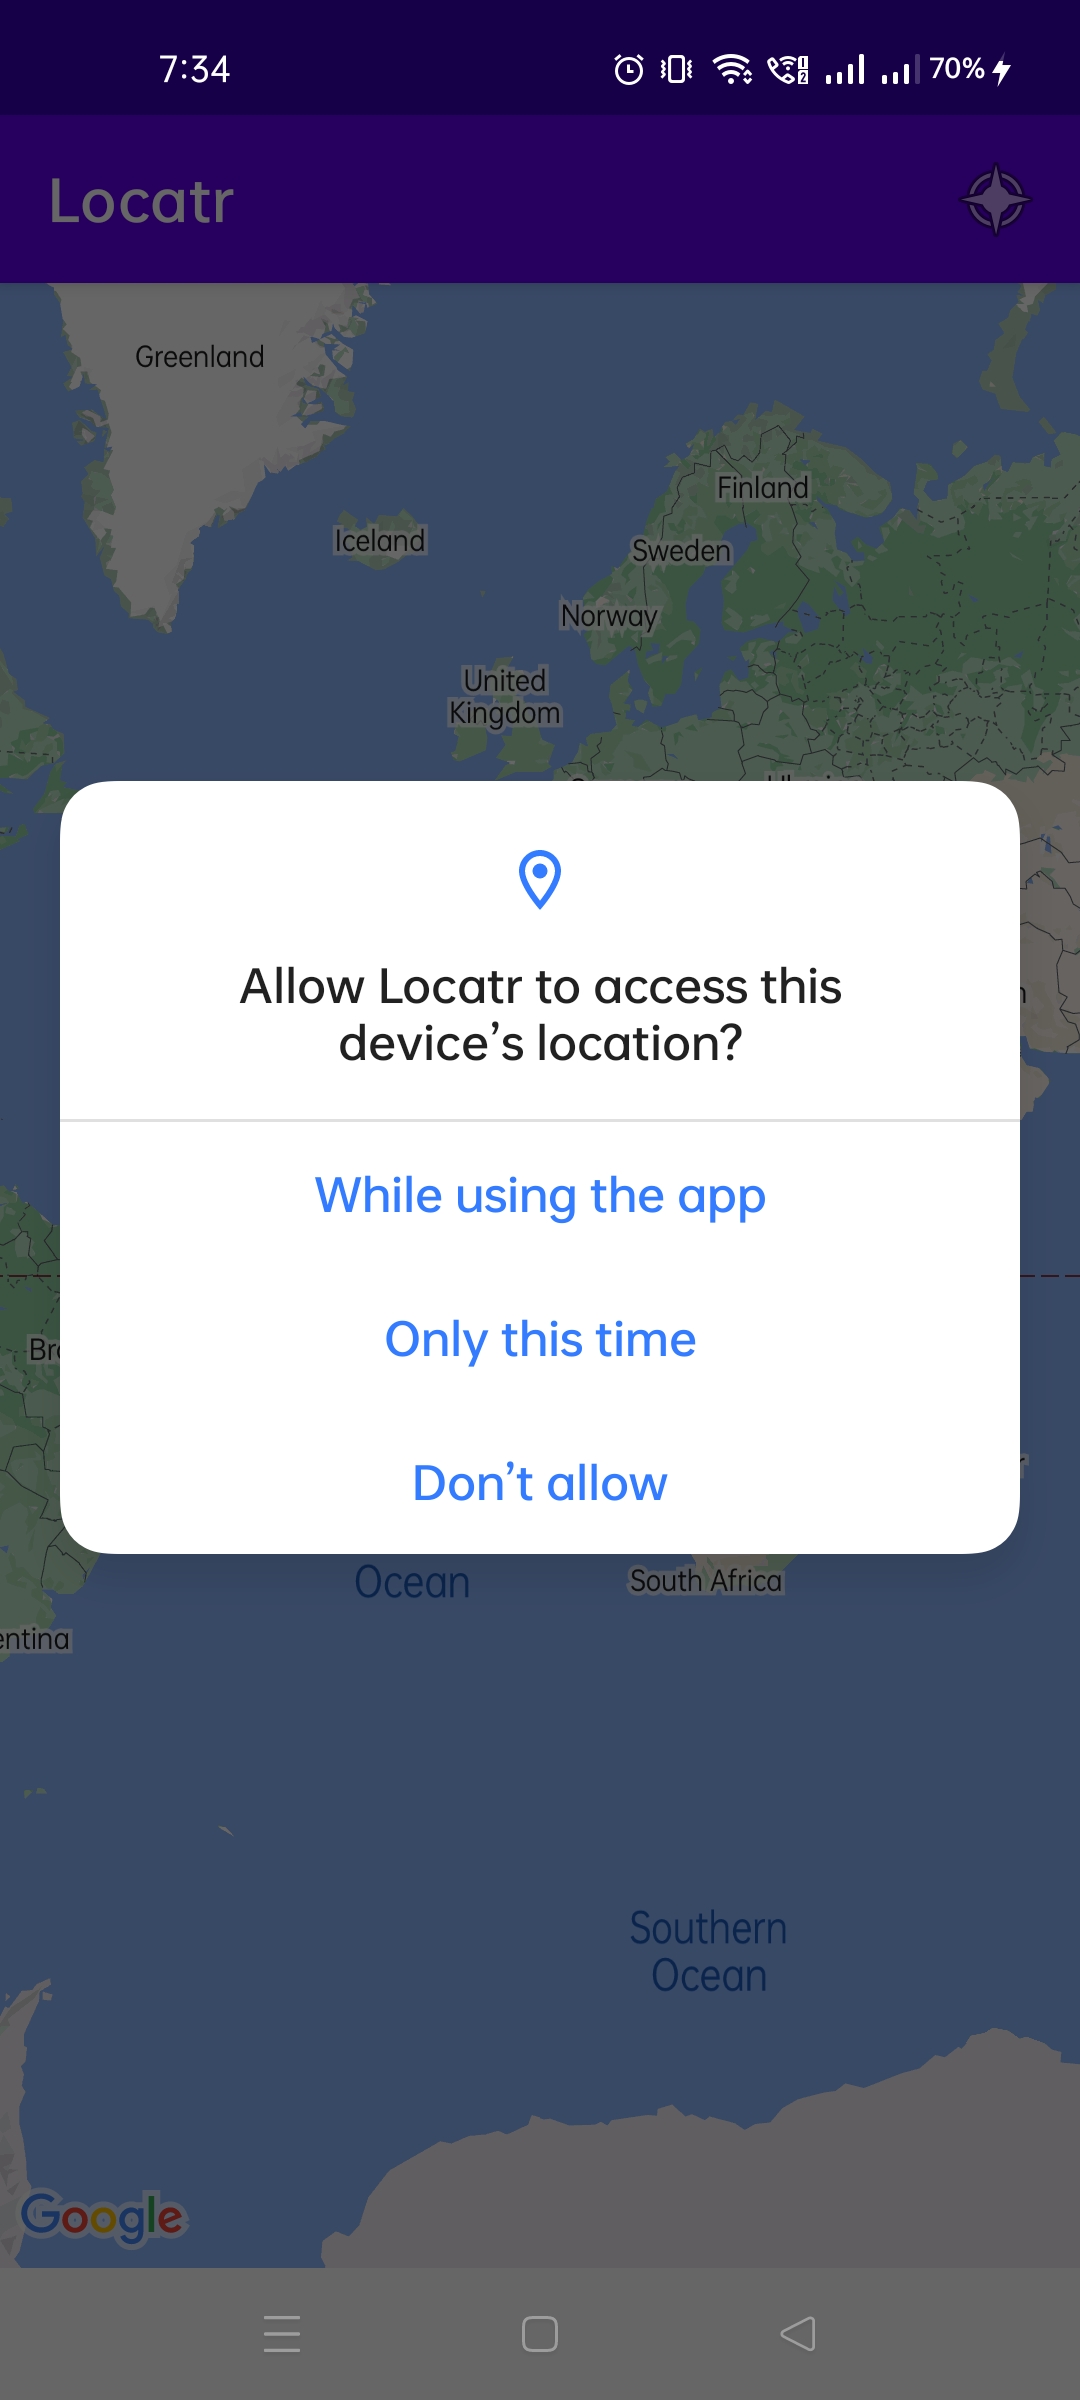 7:34
70%
Locatr
Greenland
Finland
Iceland
Sweden
Norway
United
Kingdom
Allow Locatr to access this
device’s location?
While using the app
Only this time
Don’t allow
Ocean
South Africa
entina
Southern
Ocean
Google